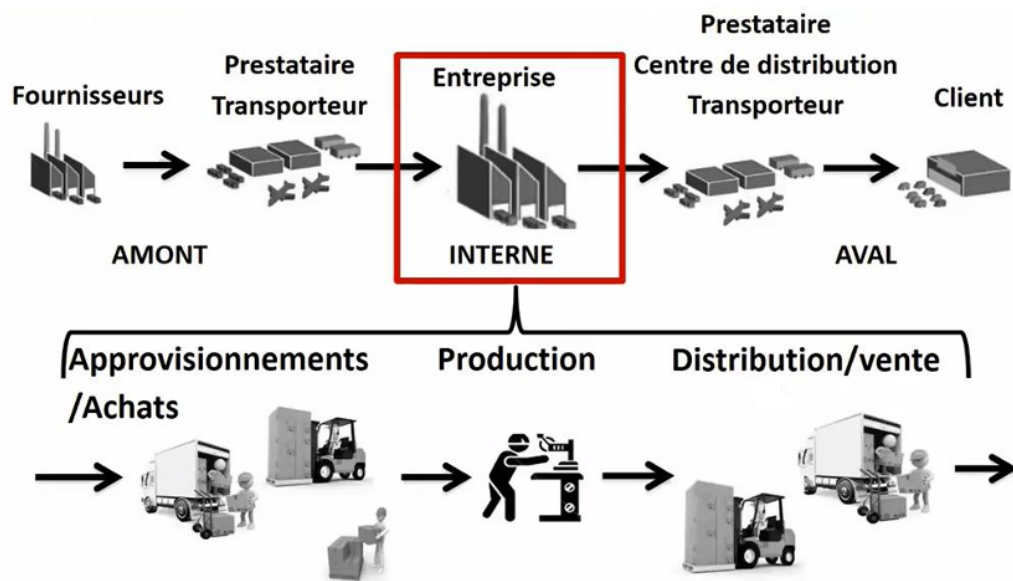 Fournisseurs
Prestataire
Transporteur
Entreprise
Prestataire
Centre de distribution
Transporteur
Client
AMONT
INTERNE
AVAL
Approvisionnements
/Achats
Production
Distribution/vente